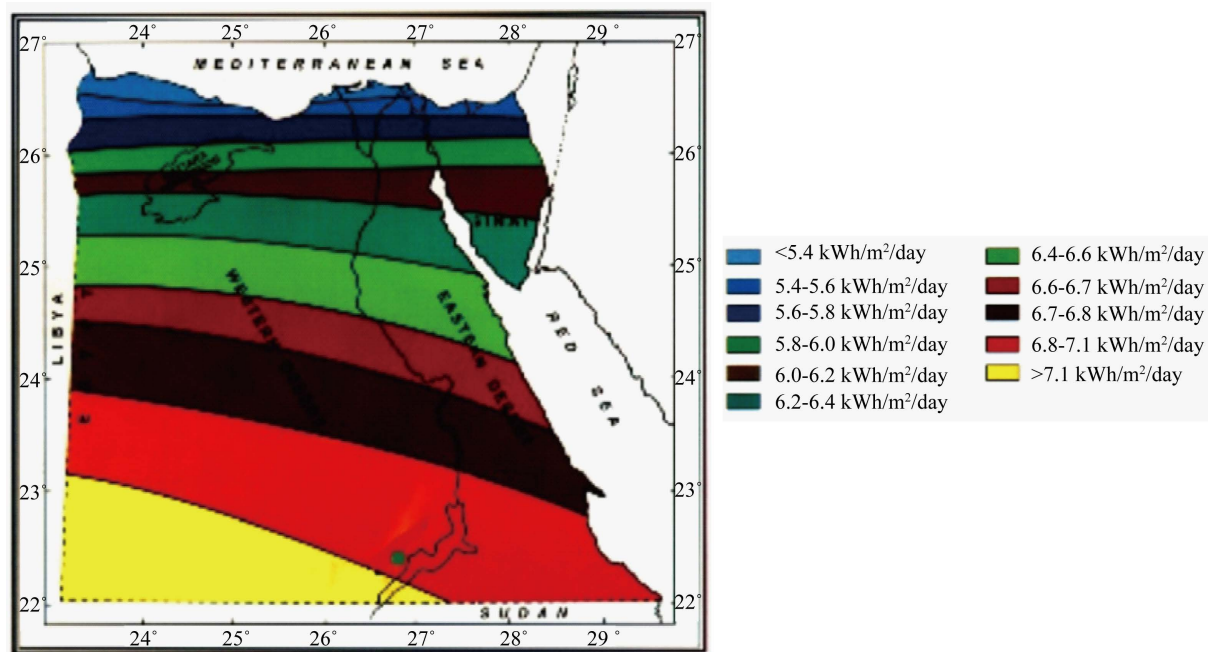 24° 25° 26° 27° 28° 29°
27° 27°
MEDITERRANEAN SEA
26° 26°
SINAI
25° 25°
LIBYA
WESTERN DESERT
EASTERN DESERT
RED SEA
24° 24°
23° 23°
22° 22°
SUDAN
24° 25° 26° 27° 28° 29°
<5.4 kWh/m²/day
5.4-5.6 kWh/m²/day
5.6-5.8 kWh/m²/day
5.8-6.0 kWh/m²/day
6.0-6.2 kWh/m²/day
6.2-6.4 kWh/m²/day
6.4-6.6 kWh/m²/day
6.6-6.7 kWh/m²/day
6.7-6.8 kWh/m²/day
6.8-7.1 kWh/m²/day
>7.1 kWh/m²/day